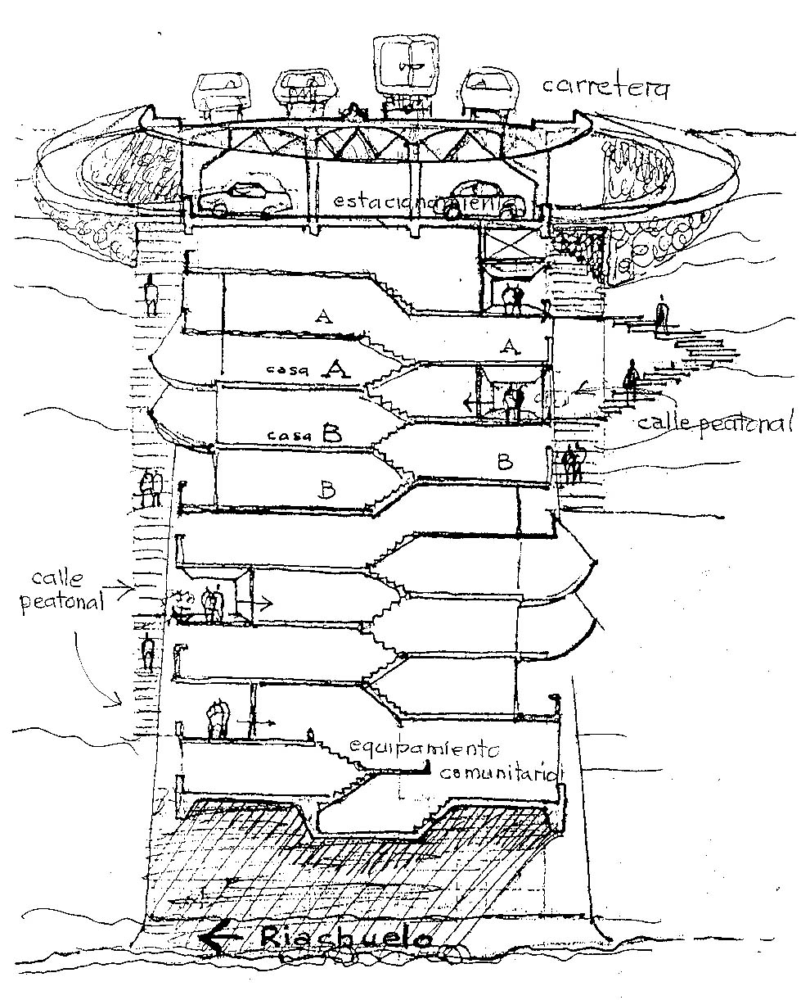 carretera
estacionamiento
A
A
casa A
calle peatonal
casa B
B
B
calle
peatonal
equipamiento
comunitario
Riachuelo